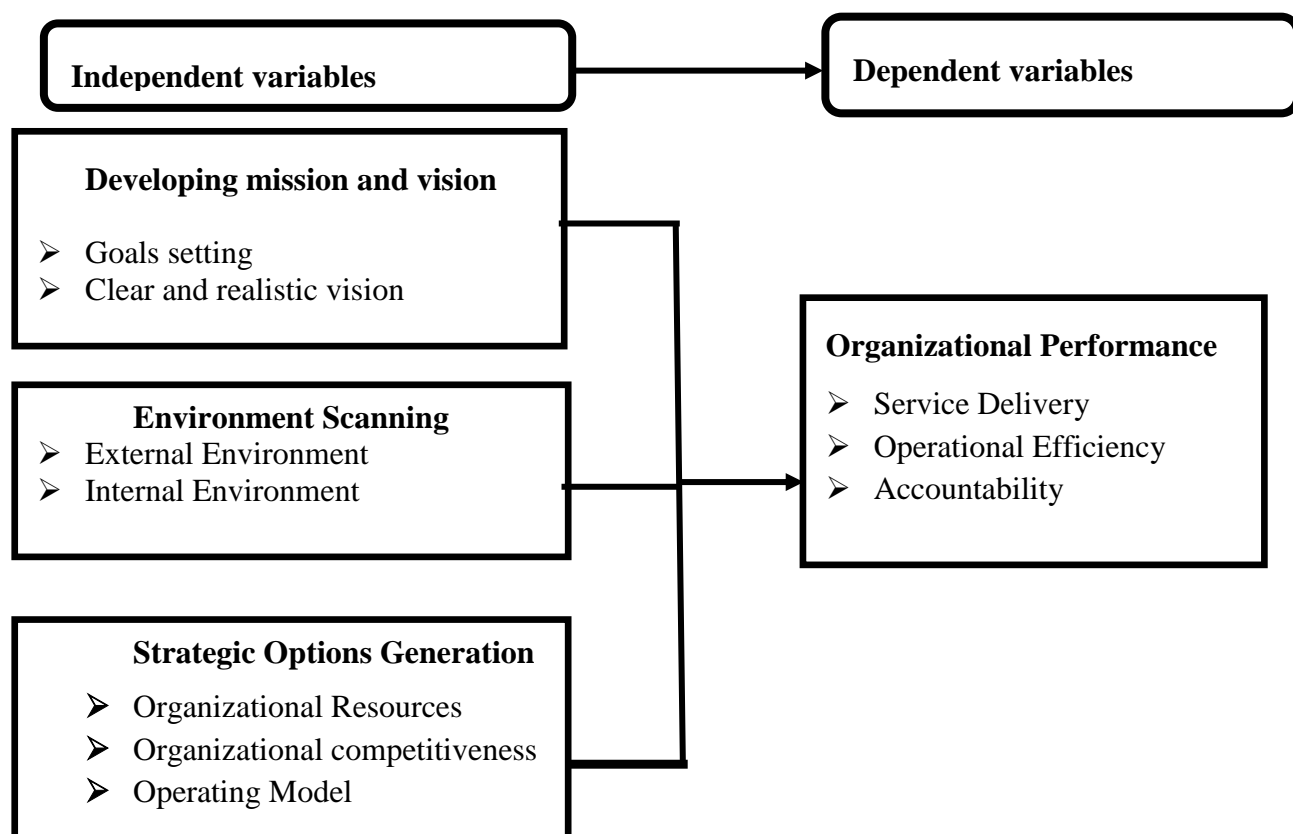 Independent variables
Dependent variables
Developing mission and vision
➢ Goals setting
➢ Clear and realistic vision
Environment Scanning
➢ External Environment
➢ Internal Environment
Strategic Options Generation
➢ Organizational Resources
➢ Organizational competitiveness
➢ Operating Model
Organizational Performance
➢ Service Delivery
➢ Operational Efficiency
➢ Accountability